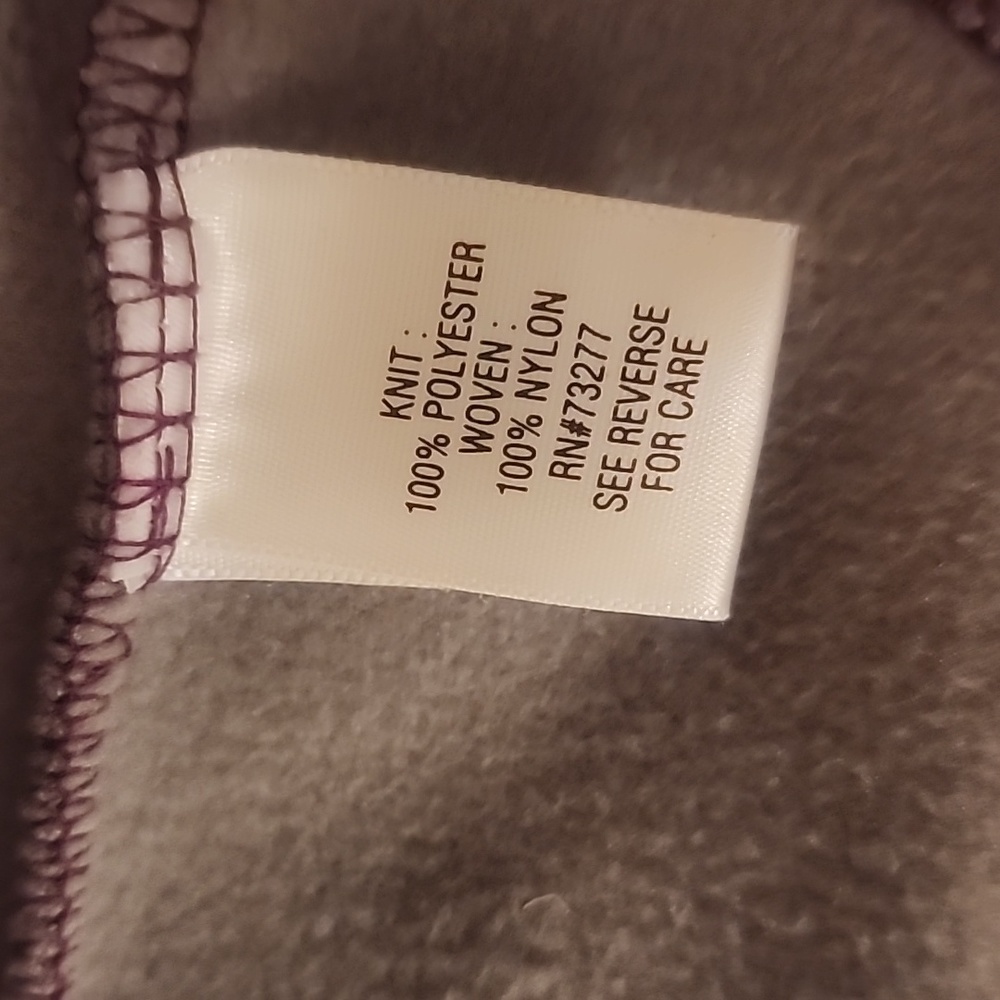 KNIT :
100% POLYESTER
WOVEN :
100% NYLON
RN#73277
SEE REVERSE
FOR CARE